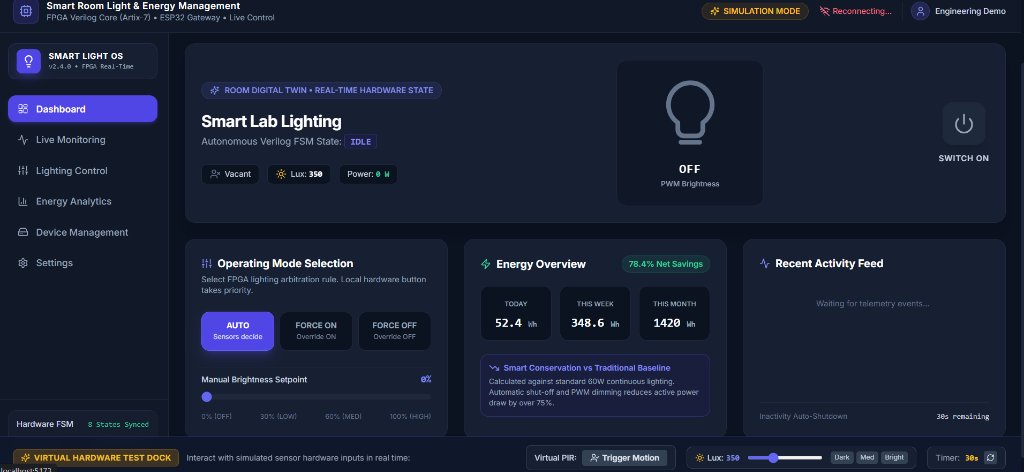 Smart Room Light & Energy Management
FPGA Verilog Core (Artix-7) • ESP32 Gateway • Live Control
SIMULATION MODE
Reconnecting...
Engineering Demo
SMART LIGHT OS
v2.4.0 • FPGA Real-Time
Dashboard
Live Monitoring
Lighting Control
Energy Analytics
Device Management
Settings
Hardware FSM
8 States Synced
ROOM DIGITAL TWIN • REAL-TIME HARDWARE STATE
Smart Lab Lighting
Autonomous Verilog FSM State: IDLE
Vacant
Lux: 350
Power: 0 W
OFF
PWM Brightness
SWITCH ON
Operating Mode Selection
Select FPGA lighting arbitration rule. Local hardware button
takes priority.
AUTO
Sensors decide
FORCE ON
Override ON
FORCE OFF
Override OFF
Manual Brightness Setpoint
0%
0% (OFF)
30% (LOW)
60% (MED)
100% (HIGH)
Energy Overview
78.4% Net Savings
TODAY
52.4 Wh
THIS WEEK
348.6 Wh
THIS MONTH
1420 Wh
Smart Conservation vs Traditional Baseline
Calculated against standard 60W continuous lighting.
Automatic shut-off and PWM dimming reduces active power
draw by over 75%.
Recent Activity Feed
Waiting for telemetry events...
Inactivity Auto-Shutdown
30s remaining
VIRTUAL HARDWARE TEST DOCK
Interact with simulated sensor hardware inputs in real time:
Virtual PIR:
Trigger Motion
Lux: 350
Dark
Med
Bright
Timer: 30s
localhost:5173